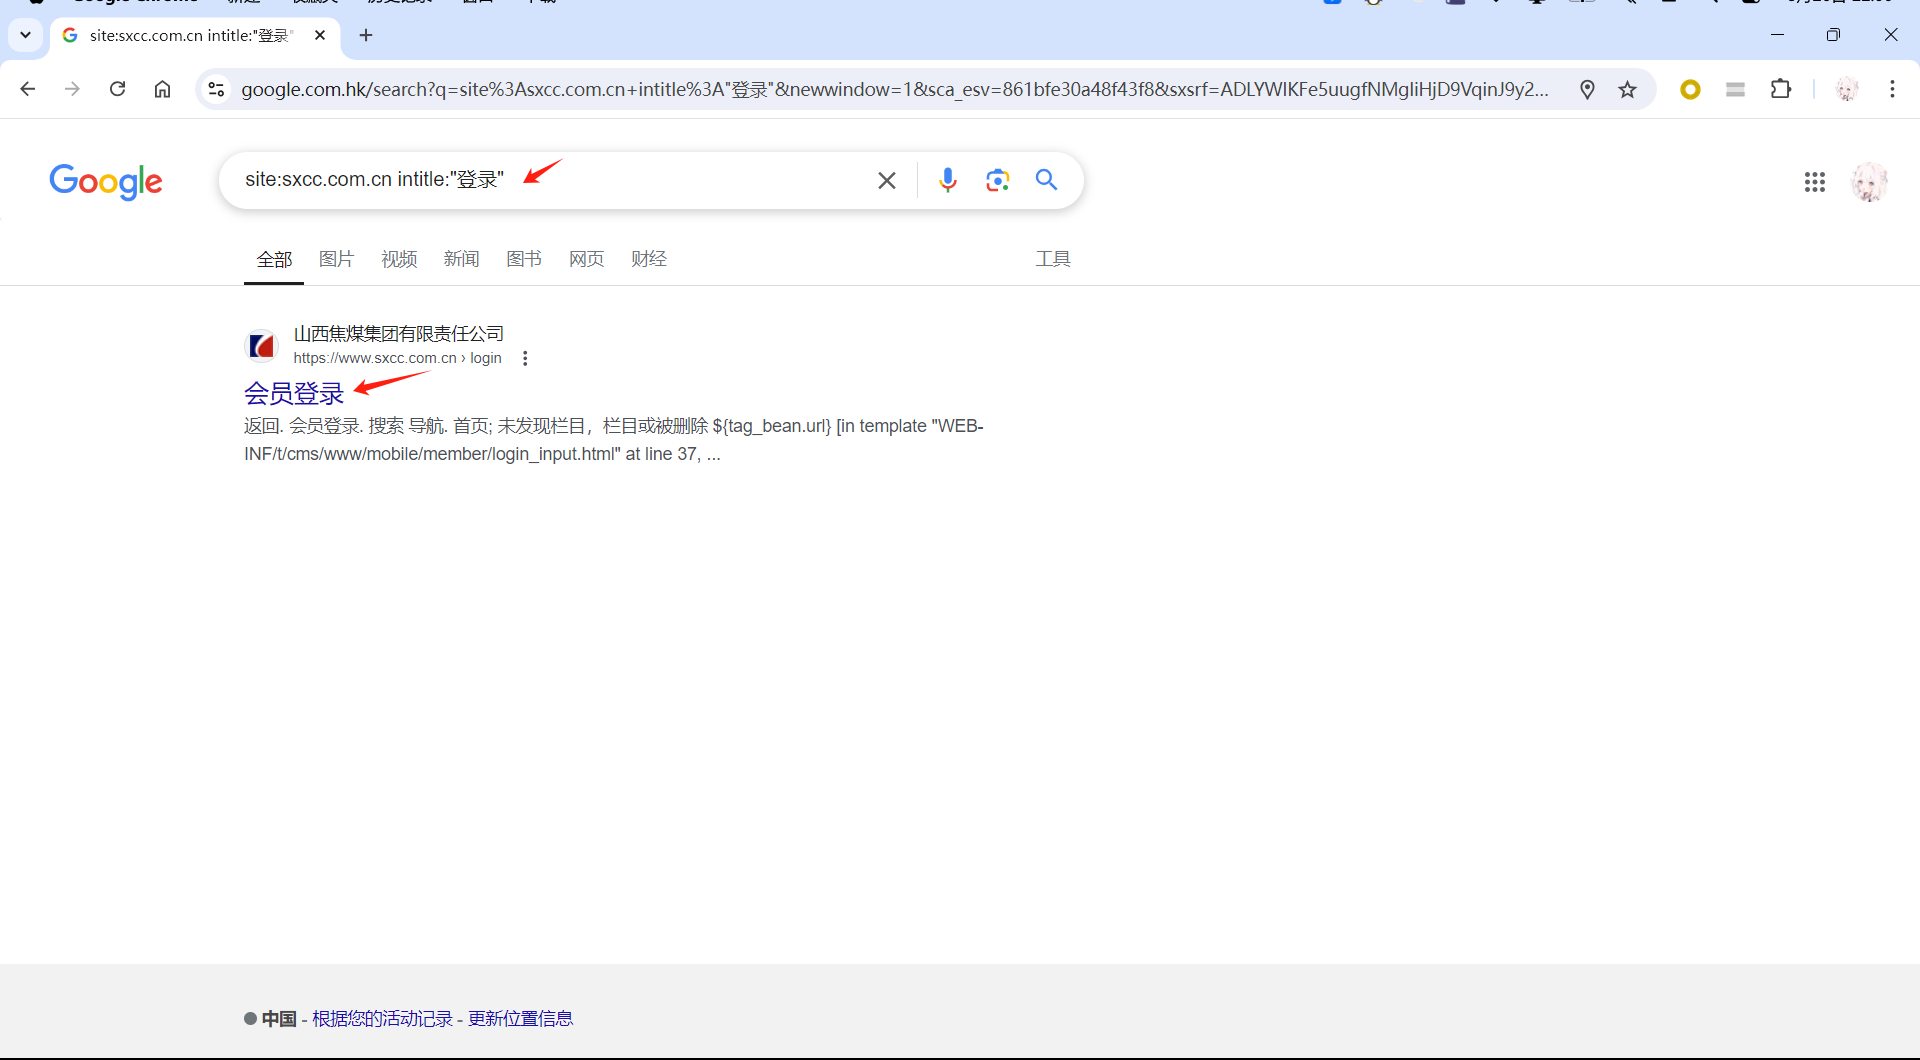 site:sxcc.com.cn intitle:"登录"
google.com.hk/search?q=site%3Asxcc.com.cn+intitle%3A"登录"&newwindow=1&sca_esv=861bfe30a48f43f8&sxsrf=ADLYWIKFe5uugfNMgIiHjD9VqinJ9y2...
Google
site:sxcc.com.cn intitle:"登录"
全部 图片 视频 新闻 图书 网页 财经 工具
山西焦煤集团有限责任公司
https://www.sxcc.com.cn › login
会员登录
返回. 会员登录. 搜索 导航. 首页; 未发现栏目，栏目或被删除 ${tag_bean.url} [in template "WEB-
INF/t/cms/www/mobile/member/login_input.html" at line 37, ...
中国 - 根据您的活动记录 - 更新位置信息